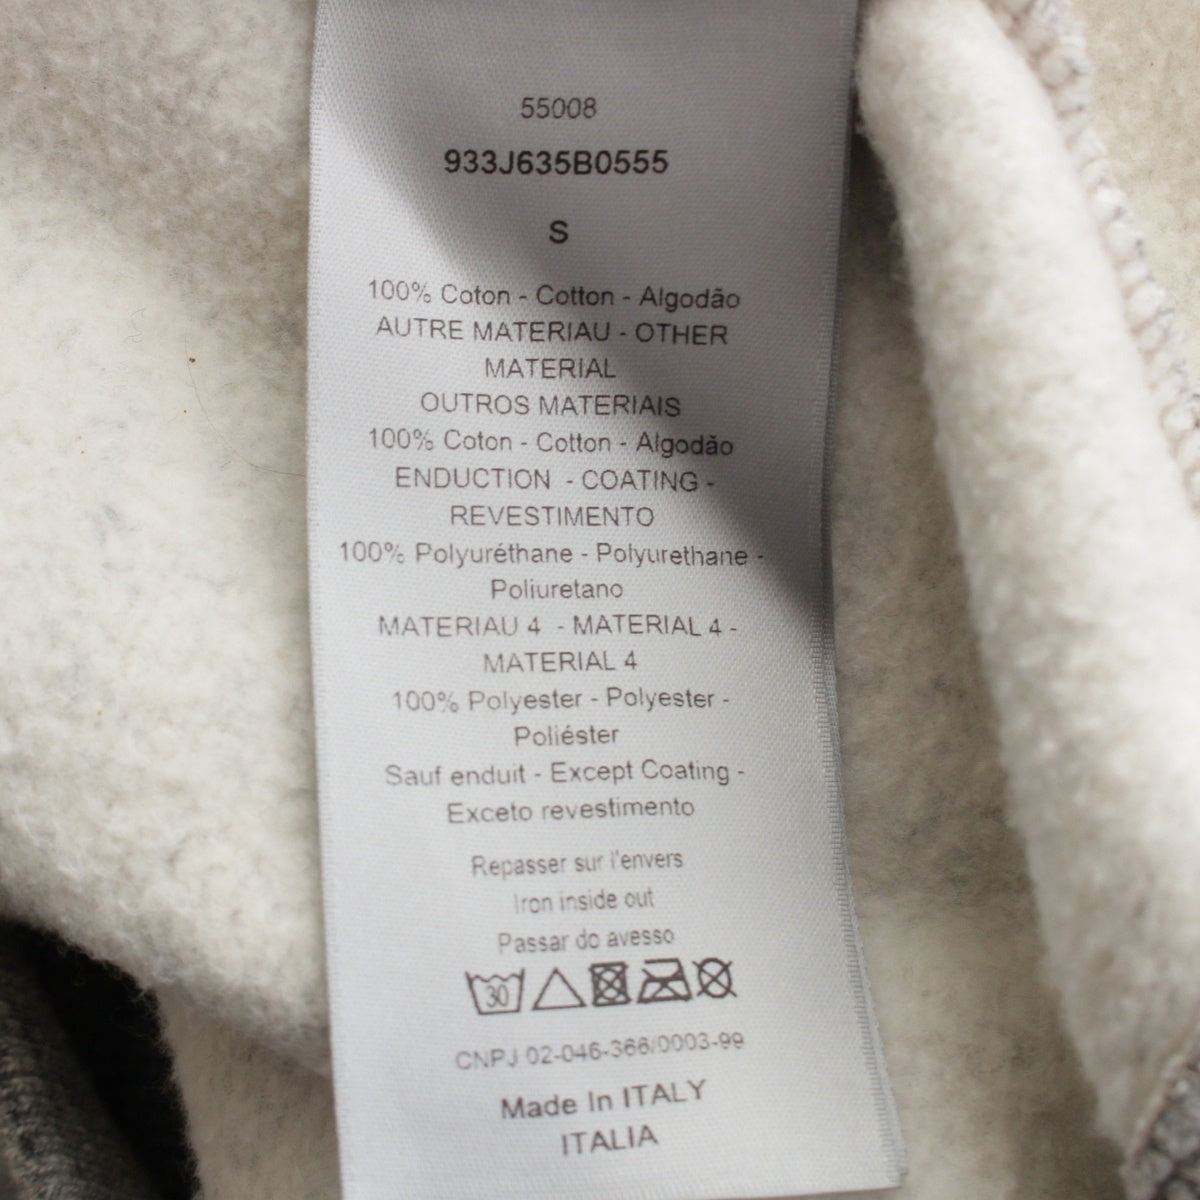 55008
933J635B0555
S
100% Coton - Cotton - Algodão
AUTRE MATERIAU - OTHER
MATERIAL
OUTROS MATERIAIS
100% Coton - Cotton - Algodão
ENDUCTION - COATING -
REVESTIMENTO
100% Polyuréthane - Polyurethane -
Poliuretano
MATERIAU 4 - MATERIAL 4 -
MATERIAL 4
100% Polyester - Polyester -
Poliéster
Sauf enduit - Except Coating -
Exceto revestimento
Repasser sur l'envers
Iron inside out
Passar do avesso
30
CNPJ 02-046-366/0003-99
Made In ITALY
ITALIA